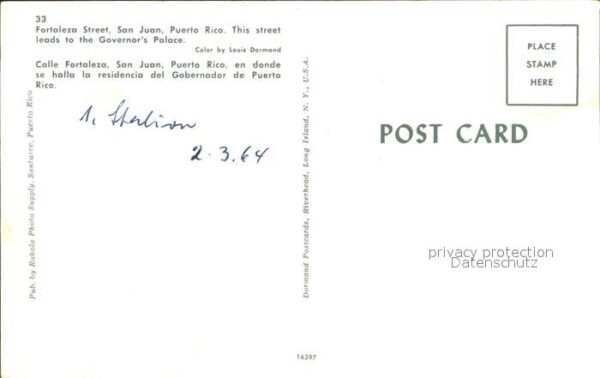 33
Fortaleza Street, San Juan, Puerto Rico. This street
leads to the Governor's Palace.
Color by Louis Dormand
Calle Fortaleza, San Juan, Puerto Rico, en donde
se halla la residencia del Gobernador de Puerto
Rico.
1. Station
2.3.64
Pub. by Rahola Photo Supply, Santurce, Puerto Rico
Dormand Postcards, Riverhead, Long Island, N. Y., U.S.A.
PLACE
STAMP
HERE
POST CARD
privacy protection
Datenschutz
16297